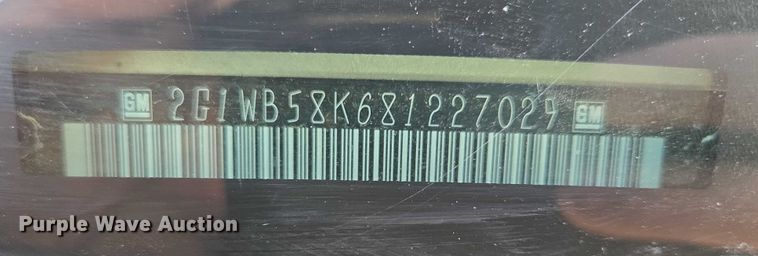 GM 2G1WB58K681227029 GM
Purple Wave Auction